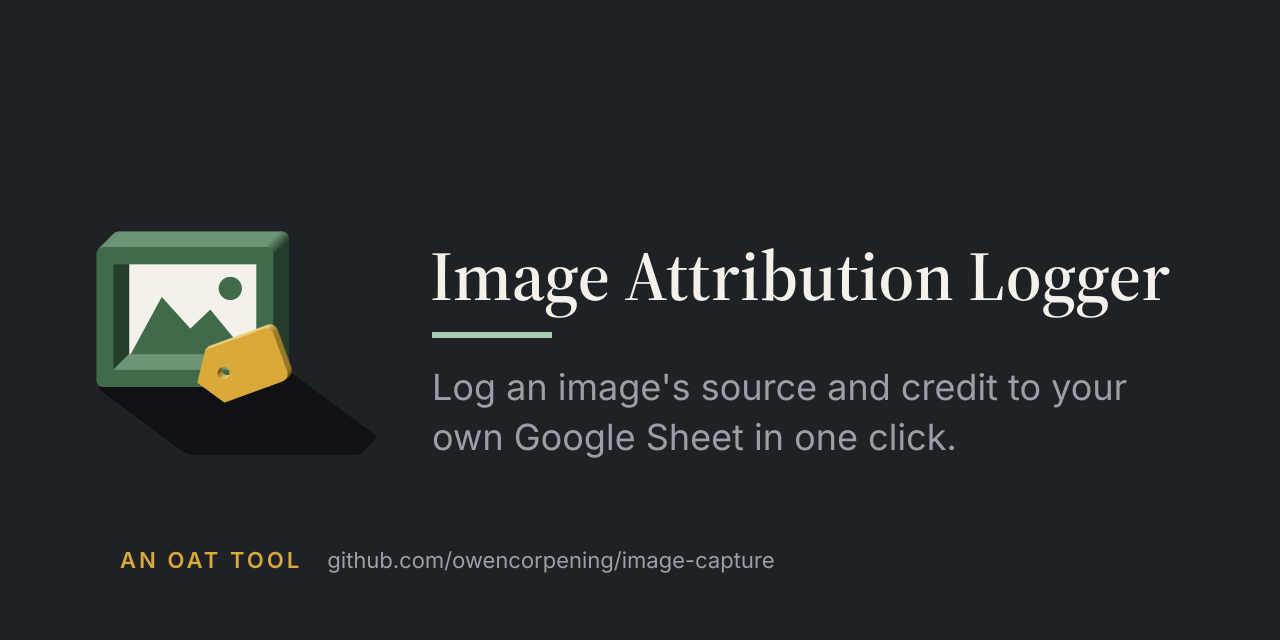 Image Attribution Logger
Log an image's source and credit to your
own Google Sheet in one click.
AN OAT TOOL github.com/owencorpening/image-capture